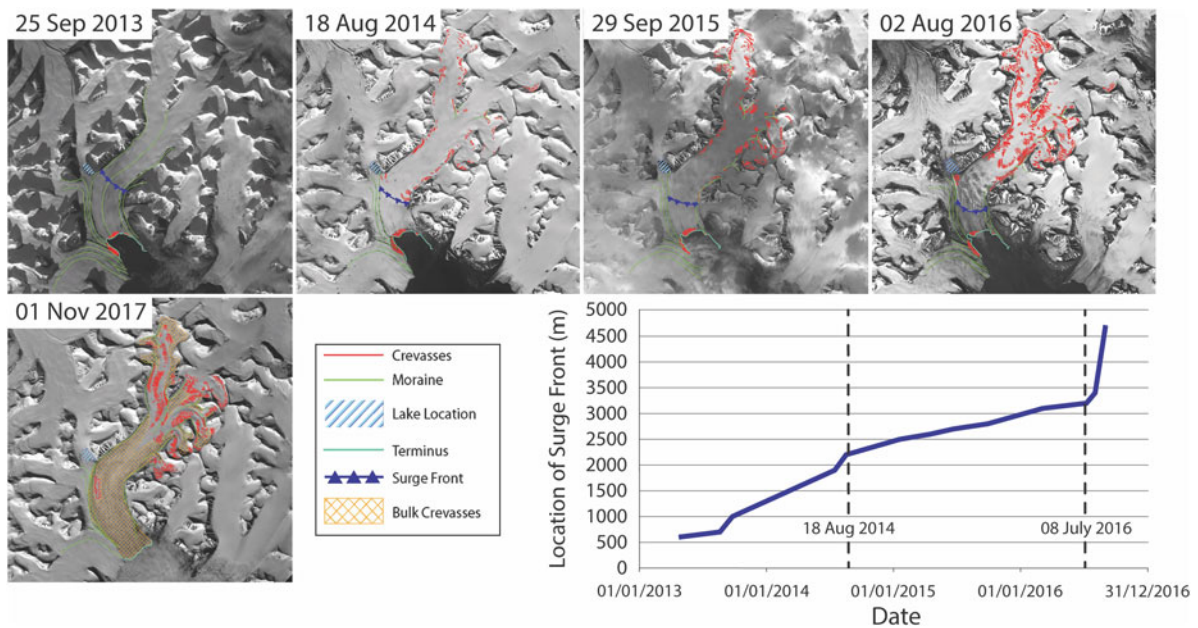 25 Sep 2013
18 Aug 2014
29 Sep 2015
02 Aug 2016
01 Nov 2017
Crevasses
Moraine
Lake Location
Terminus
Surge Front
Bulk Crevasses
Location of Surge Front (m)
5000
4500
4000
3500
3000
2500
2000
1500
1000
500
0
18 Aug 2014
08 July 2016
01/01/2013
01/01/2014
01/01/2015
01/01/2016
31/12/2016
Date